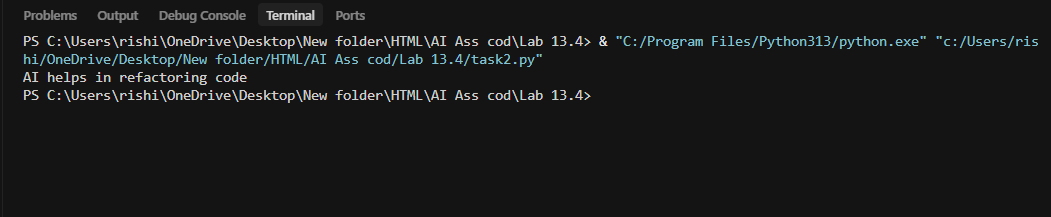 Problems Output Debug Console Terminal Ports
PS C:\Users\rishi\OneDrive\Desktop\New folder\HTML\AI Ass cod\Lab 13.4> & "C:/Program Files/Python313/python.exe" "c:/Users/ris
hi/OneDrive/Desktop/New folder/HTML/AI Ass cod/Lab 13.4/task2.py"
AI helps in refactoring code
PS C:\Users\rishi\OneDrive\Desktop\New folder\HTML\AI Ass cod\Lab 13.4>